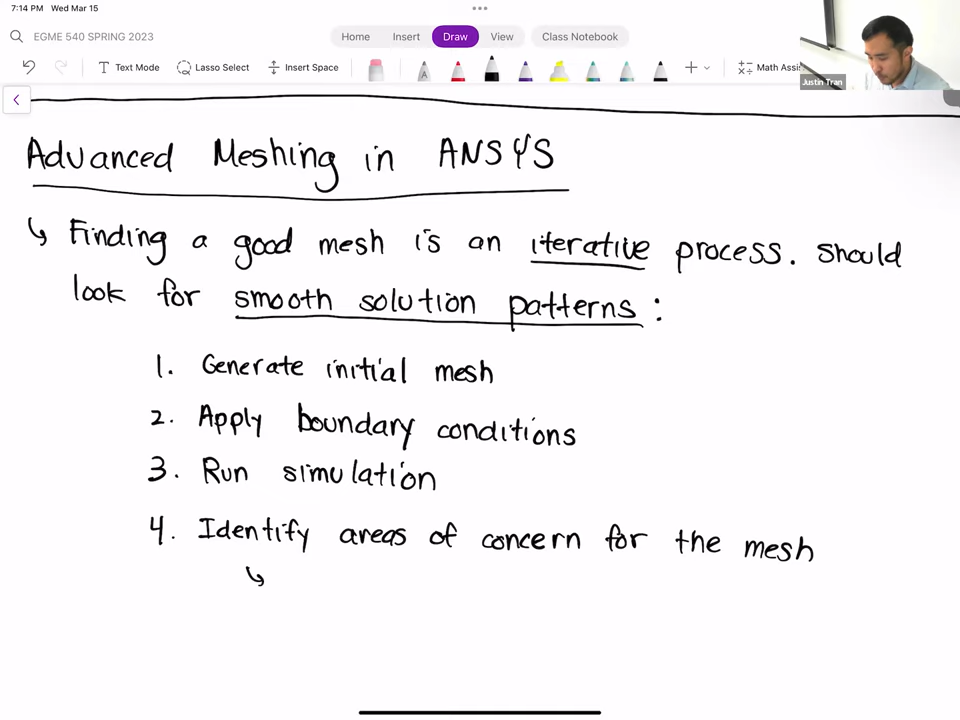 7:14 PM Wed Mar 15
EGME 540 SPRING 2023
Home Insert Draw View Class Notebook
Text Mode Lasso Select Insert Space Math Assis
Justin Tran
Advanced Meshing in ANSYS
↳ Finding a good mesh is an iterative process. Should
look for smooth solution patterns:
1. Generate initial mesh
2. Apply boundary conditions
3. Run simulation
4. Identify areas of concern for the mesh
↳